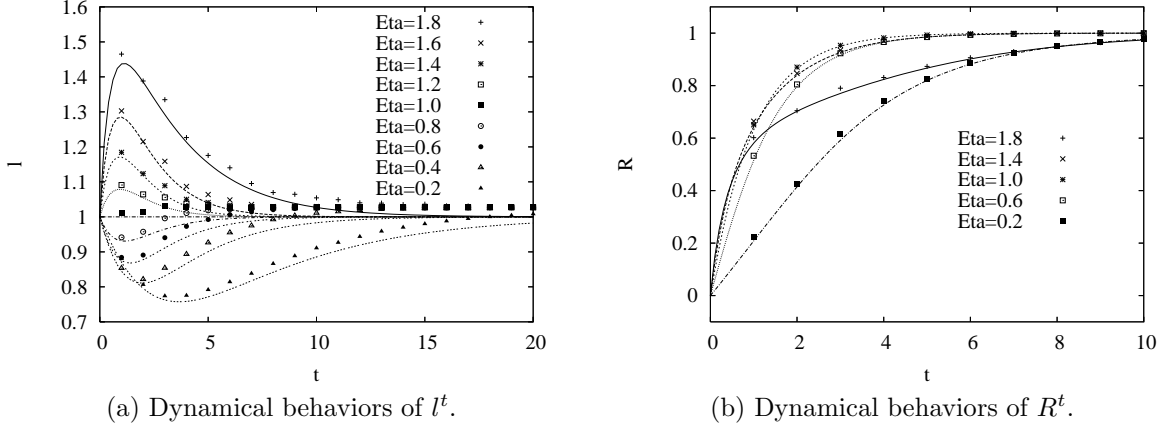 1.6
1.5
1.4
1.3
1.2
1.1
1
0.9
0.8
0.7
l
0 5 10 15 20
t
Eta=1.8
Eta=1.6
Eta=1.4
Eta=1.2
Eta=1.0
Eta=0.8
Eta=0.6
Eta=0.4
Eta=0.2
(a) Dynamical behaviors of l^t.
1
0.8
0.6
0.4
0.2
0
R
0 2 4 6 8 10
t
Eta=1.8
Eta=1.4
Eta=1.0
Eta=0.6
Eta=0.2
(b) Dynamical behaviors of R^t.